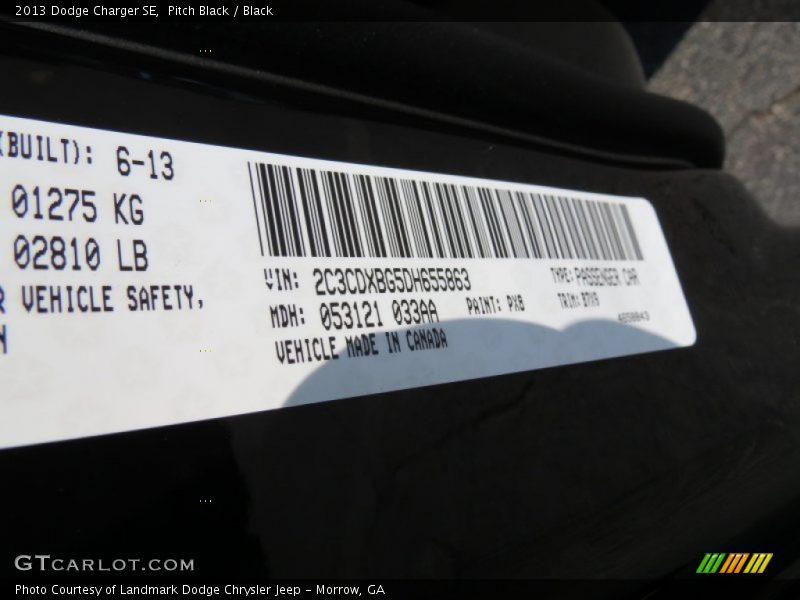 2013 Dodge Charger SE,  Pitch Black / Black
(BUILT): 6-13
01275 KG
02810 LB
R VEHICLE SAFETY,
VIN: 2C3CDXBG5DH655863
TYPE: PASSENGER CAR
MDH: 053121 033AA
PAINT: PX8
TRIM: B7X9
VEHICLE MADE IN CANADA
GTCARLOT.COM
Photo Courtesy of Landmark Dodge Chrysler Jeep - Morrow, GA